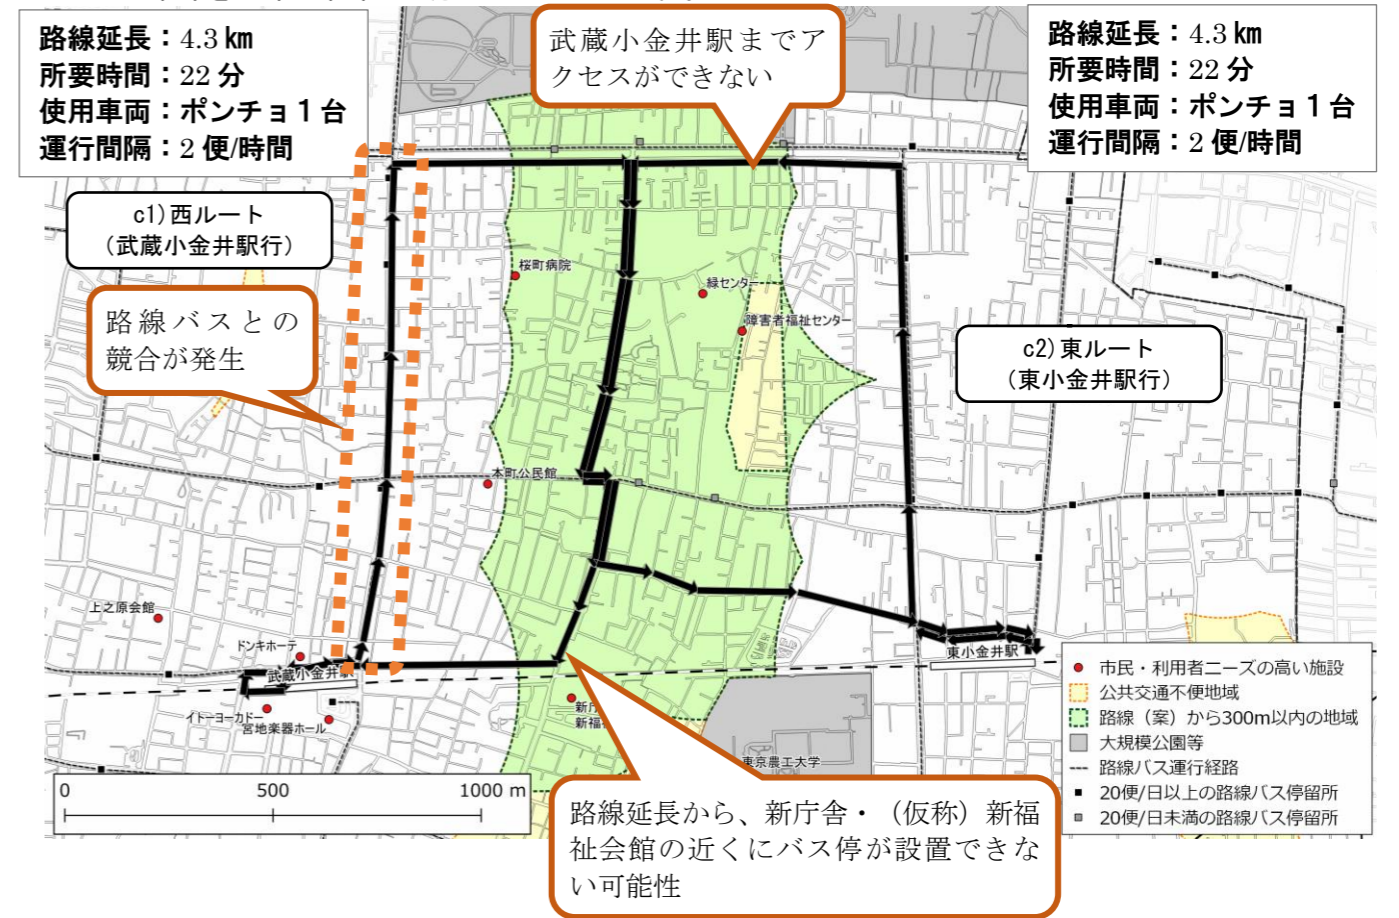 路線延長：4.3 km
所要時間：22 分
使用車両：ポンチョ１台
運行間隔：2 便/時間
武蔵小金井駅までア
クセスができない
路線延長：4.3 km
所要時間：22 分
使用車両：ポンチョ１台
運行間隔：2 便/時間
c1)西ルート
（武蔵小金井駅行）
桜町病院
緑センター
障害者福祉センター
路線バスとの
競合が発生
c2)東ルート
（東小金井駅行）
本町公民館
上之原会館
ドンキホーテ
武蔵小金井駅
東小金井駅
イトーヨーカドー
宮地楽器ホール
新庁
新福
東京農工大学
市民・利用者ニーズの高い施設
公共交通不便地域
路線（案）から300m以内の地域
大規模公園等
路線バス運行経路
20便/日以上の路線バス停留所
20便/日未満の路線バス停留所
0 500 1000 m
路線延長から、新庁舎・（仮称）新福
祉会館の近くにバス停が設置できな
い可能性